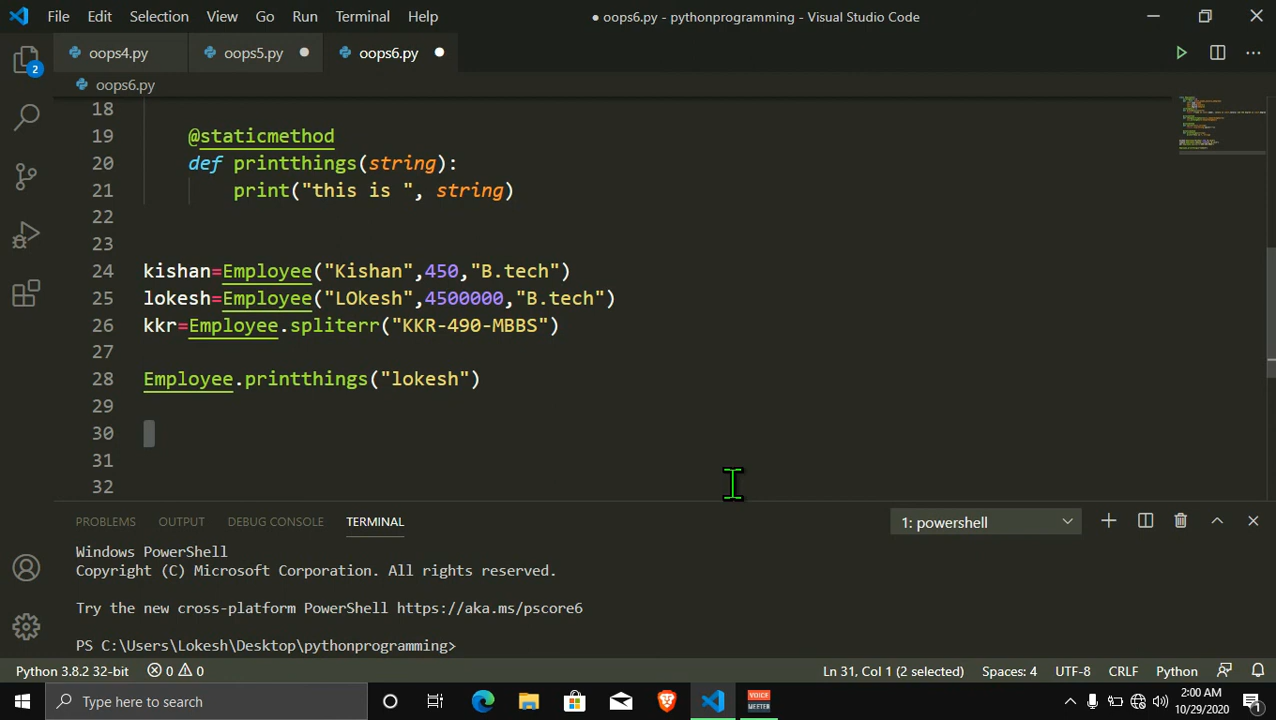 File Edit Selection View Go Run Terminal Help
● oops6.py - pythonprogramming - Visual Studio Code
oops4.py oops5.py oops6.py
2
oops6.py
18
19 @staticmethod
20 def printthings(string):
21 print("this is ", string)
22
23
24 kishan=Employee("Kishan",450,"B.tech")
25 lokesh=Employee("LOkesh",4500000,"B.tech")
26 kkr=Employee.spliterr("KKR-490-MBBS")
27
28 Employee.printthings("lokesh")
29
30
31
32
PROBLEMS OUTPUT DEBUG CONSOLE TERMINAL
1: powershell
Windows PowerShell
Copyright (C) Microsoft Corporation. All rights reserved.
Try the new cross-platform PowerShell https://aka.ms/pscore6
PS C:\Users\Lokesh\Desktop\pythonprogramming>
Python 3.8.2 32-bit 0 0 Ln 31, Col 1 (2 selected) Spaces: 4 UTF-8 CRLF Python
Type here to search
VOICE
MEETER
2:00 AM
10/29/2020
1